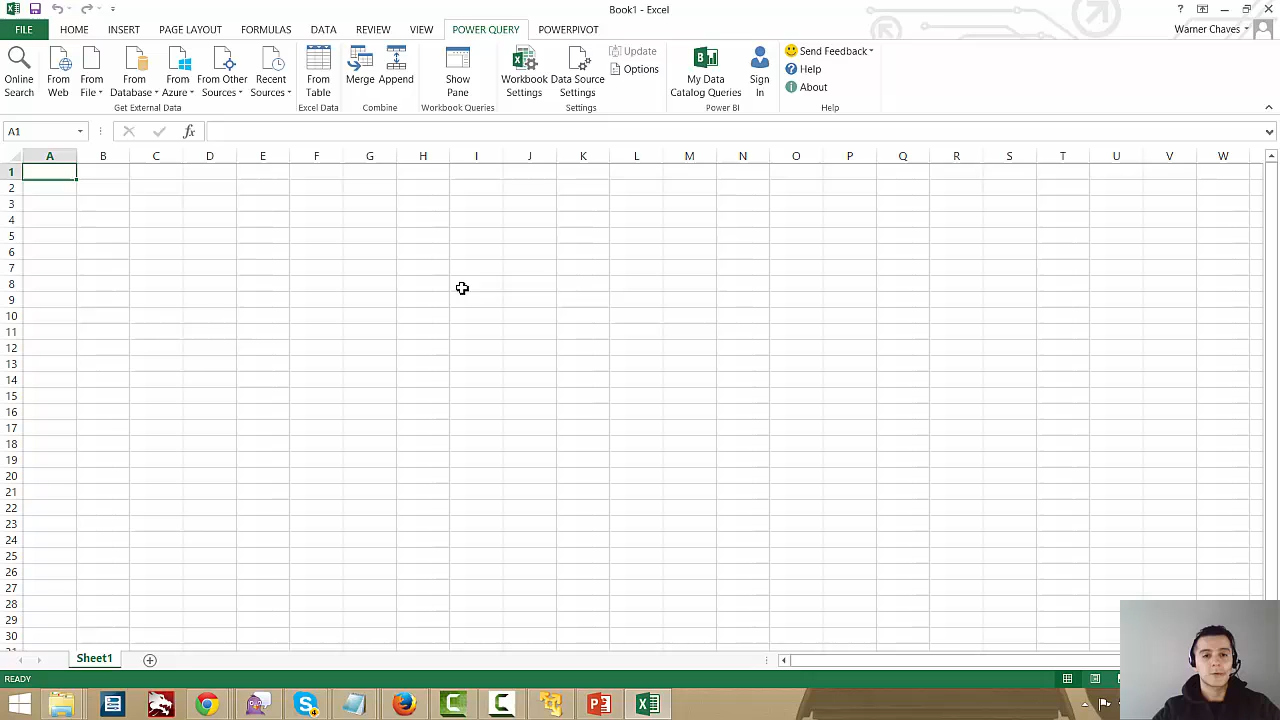 Book1 - Excel
?
FILE HOME INSERT PAGE LAYOUT FORMULAS DATA REVIEW VIEW POWER QUERY POWERPIVOT
Warner Chaves
Online Search
From Web
From File
From Database
From Azure
From Other Sources
Recent Sources
Get External Data
From Table
Excel Data
Merge
Append
Combine
Show Pane
Workbook Queries
Workbook Settings
Data Source Settings
Update
Options
Settings
My Data Catalog Queries
Sign In
Power BI
Send Feedback
Help
About
Help
A1
fx
A B C D E F G H I J K L M N O P Q R S T U V W
1
2
3
4
5
6
7
8
9
10
11
12
13
14
15
16
17
18
19
20
21
22
23
24
25
26
27
28
29
30
Sheet1
READY